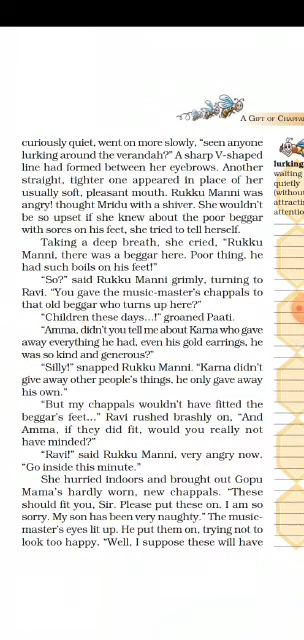 A GIFT OF CHAPPA
curiously quiet, went on more slowly, “seen anyone
lurking around the verandah?” A sharp V-shaped
line had formed between her eyebrows. Another
straight, tighter one appeared in place of her
usually soft, pleasant mouth. Rukku Manni was
angry! thought Mridu with a shiver. She wouldn't
be so upset if she knew about the poor beggar
with sores on his feet, she tried to tell herself.
Taking a deep breath, she cried, “Rukku
Manni, there was a beggar here. Poor thing, he
had such boils on his feet!”
“So?” said Rukku Manni grimly, turning to
Ravi. “You gave the music-master's chappals to
that old beggar who turns up here?”
“Children these days...!” groaned Paati.
“Amma, didn't you tell me about Karna who gave
away everything he had, even his gold earrings, he
was so kind and generous?”
“Silly!” snapped Rukku Manni. “Karna didn't
give away other people's things, he only gave away
his own.”
“But my chappals wouldn't have fitted the
beggar's feet...” Ravi rushed brashly on, “And
Amma, if they did fit, would you really not
have minded?”
“Ravi!” said Rukku Manni, very angry now.
“Go inside this minute.”
She hurried indoors and brought out Gopu
Mama's hardly worn, new chappals. “These
should fit you, Sir. Please put these on. I am so
sorry. My son has been very naughty.” The music-
master's eyes lit up. He put them on, trying not to
look too happy. “Well, I suppose these will have
lurking
waiting
quietly
(without
attracti
attentio